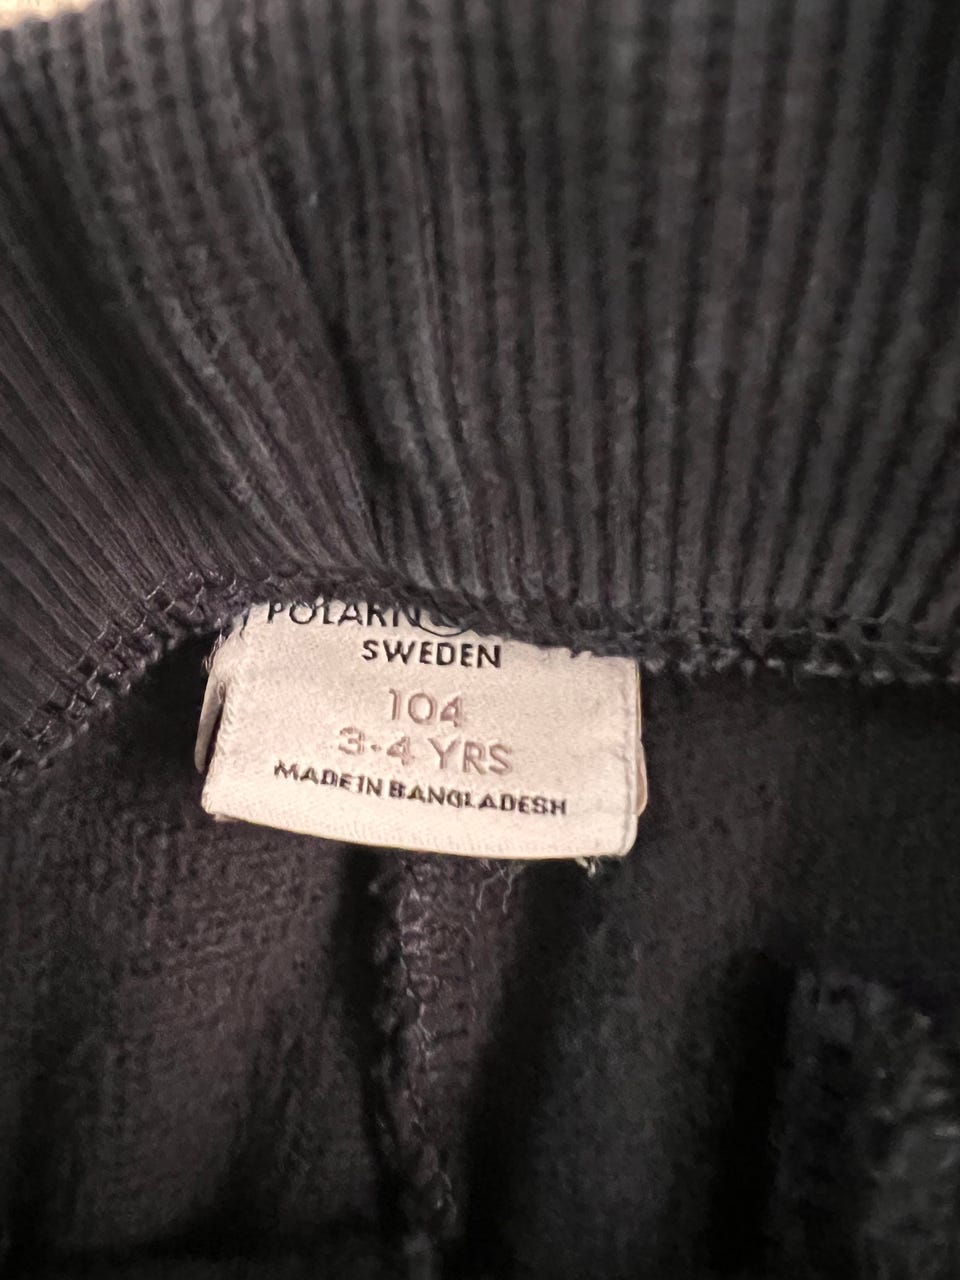 POLARN
SWEDEN
104
3-4 YRS
MADE IN BANGLADESH